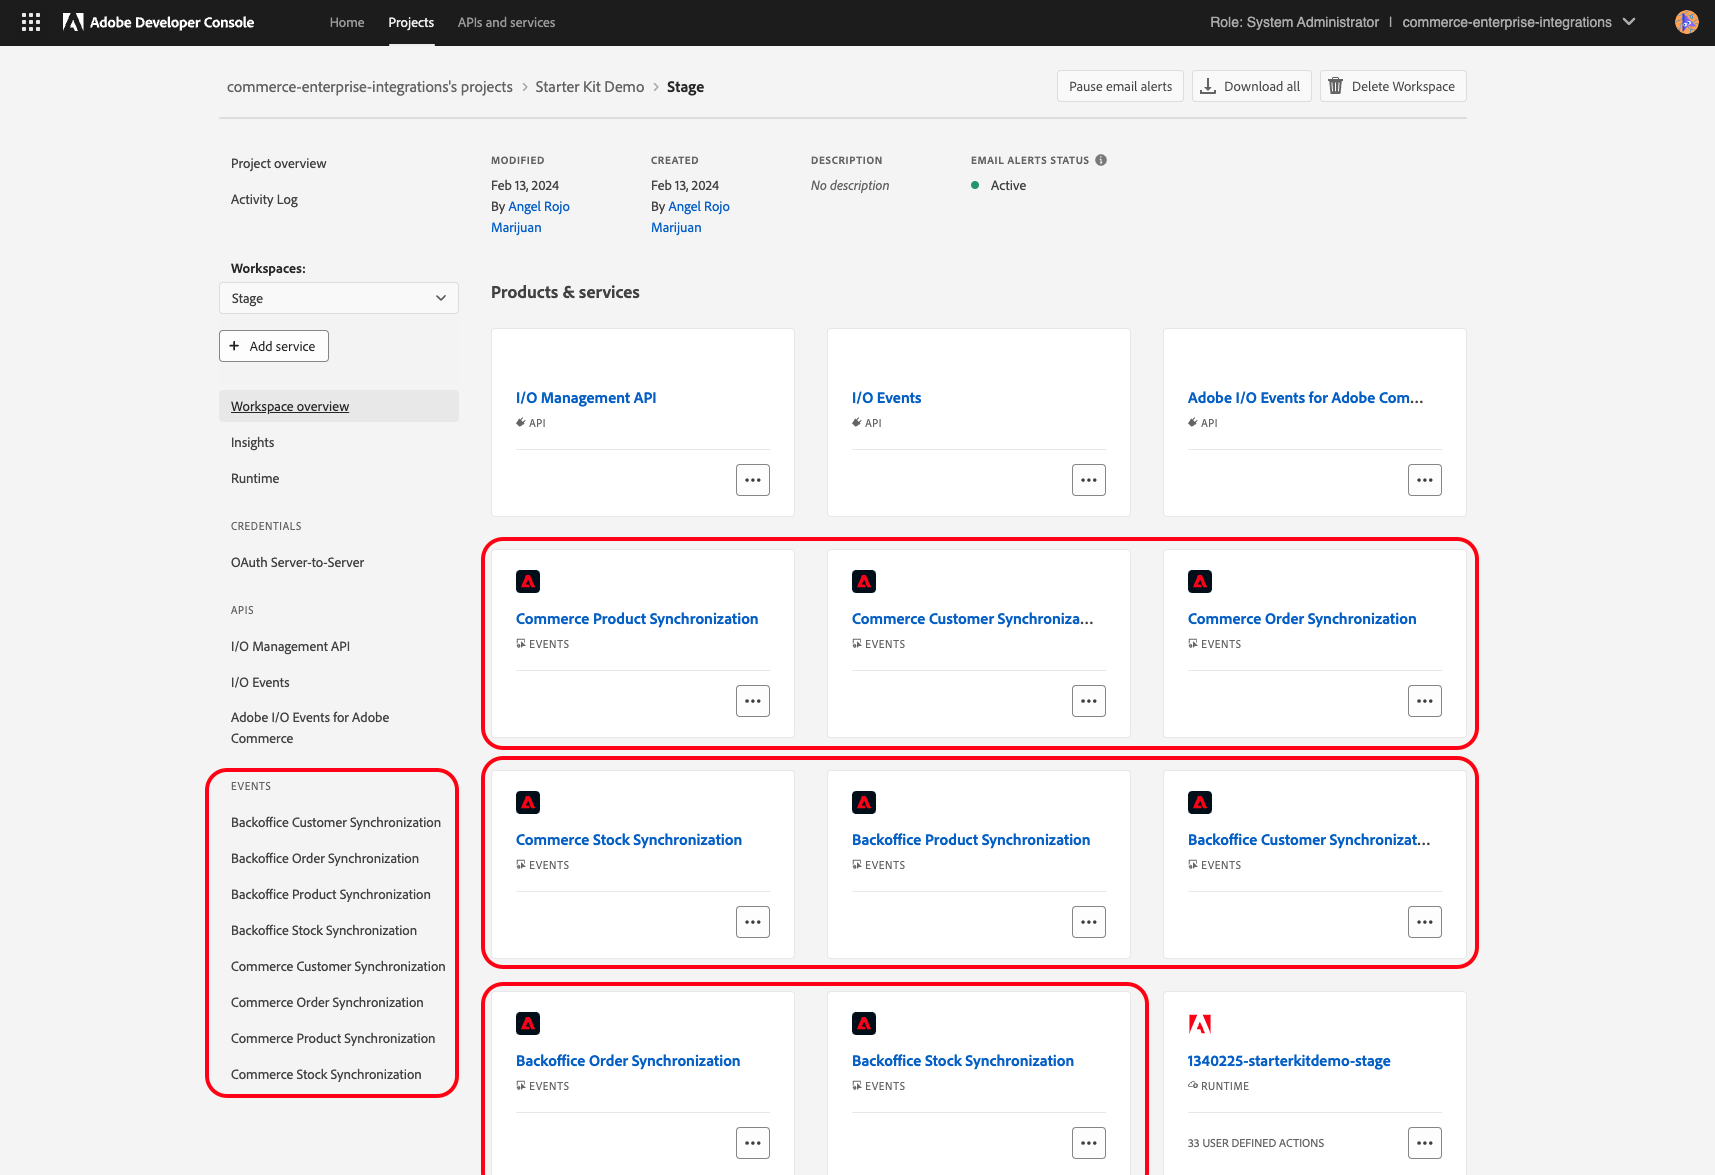 Adobe Developer Console
Home
Projects
APIs and services
Role: System Administrator | commerce-enterprise-integrations
commerce-enterprise-integrations's projects > Starter Kit Demo > Stage
Pause email alerts
Download all
Delete Workspace
Project overview
Activity Log
Workspaces:
Stage
+ Add service
Workspace overview
Insights
Runtime
CREDENTIALS
OAuth Server-to-Server
APIS
I/O Management API
I/O Events
Adobe I/O Events for Adobe
Commerce
EVENTS
Backoffice Customer Synchronization
Backoffice Order Synchronization
Backoffice Product Synchronization
Backoffice Stock Synchronization
Commerce Customer Synchronization
Commerce Order Synchronization
Commerce Product Synchronization
Commerce Stock Synchronization
MODIFIED
Feb 13, 2024
By Angel Rojo
Marijuan
CREATED
Feb 13, 2024
By Angel Rojo
Marijuan
DESCRIPTION
No description
EMAIL ALERTS STATUS
Active
Products & services
I/O Management API
API
I/O Events
API
Adobe I/O Events for Adobe Com...
API
Commerce Product Synchronization
EVENTS
Commerce Customer Synchroniza...
EVENTS
Commerce Order Synchronization
EVENTS
Commerce Stock Synchronization
EVENTS
Backoffice Product Synchronization
EVENTS
Backoffice Customer Synchronizat...
EVENTS
Backoffice Order Synchronization
EVENTS
Backoffice Stock Synchronization
EVENTS
1340225-starterkitdemo-stage
RUNTIME
33 USER DEFINED ACTIONS